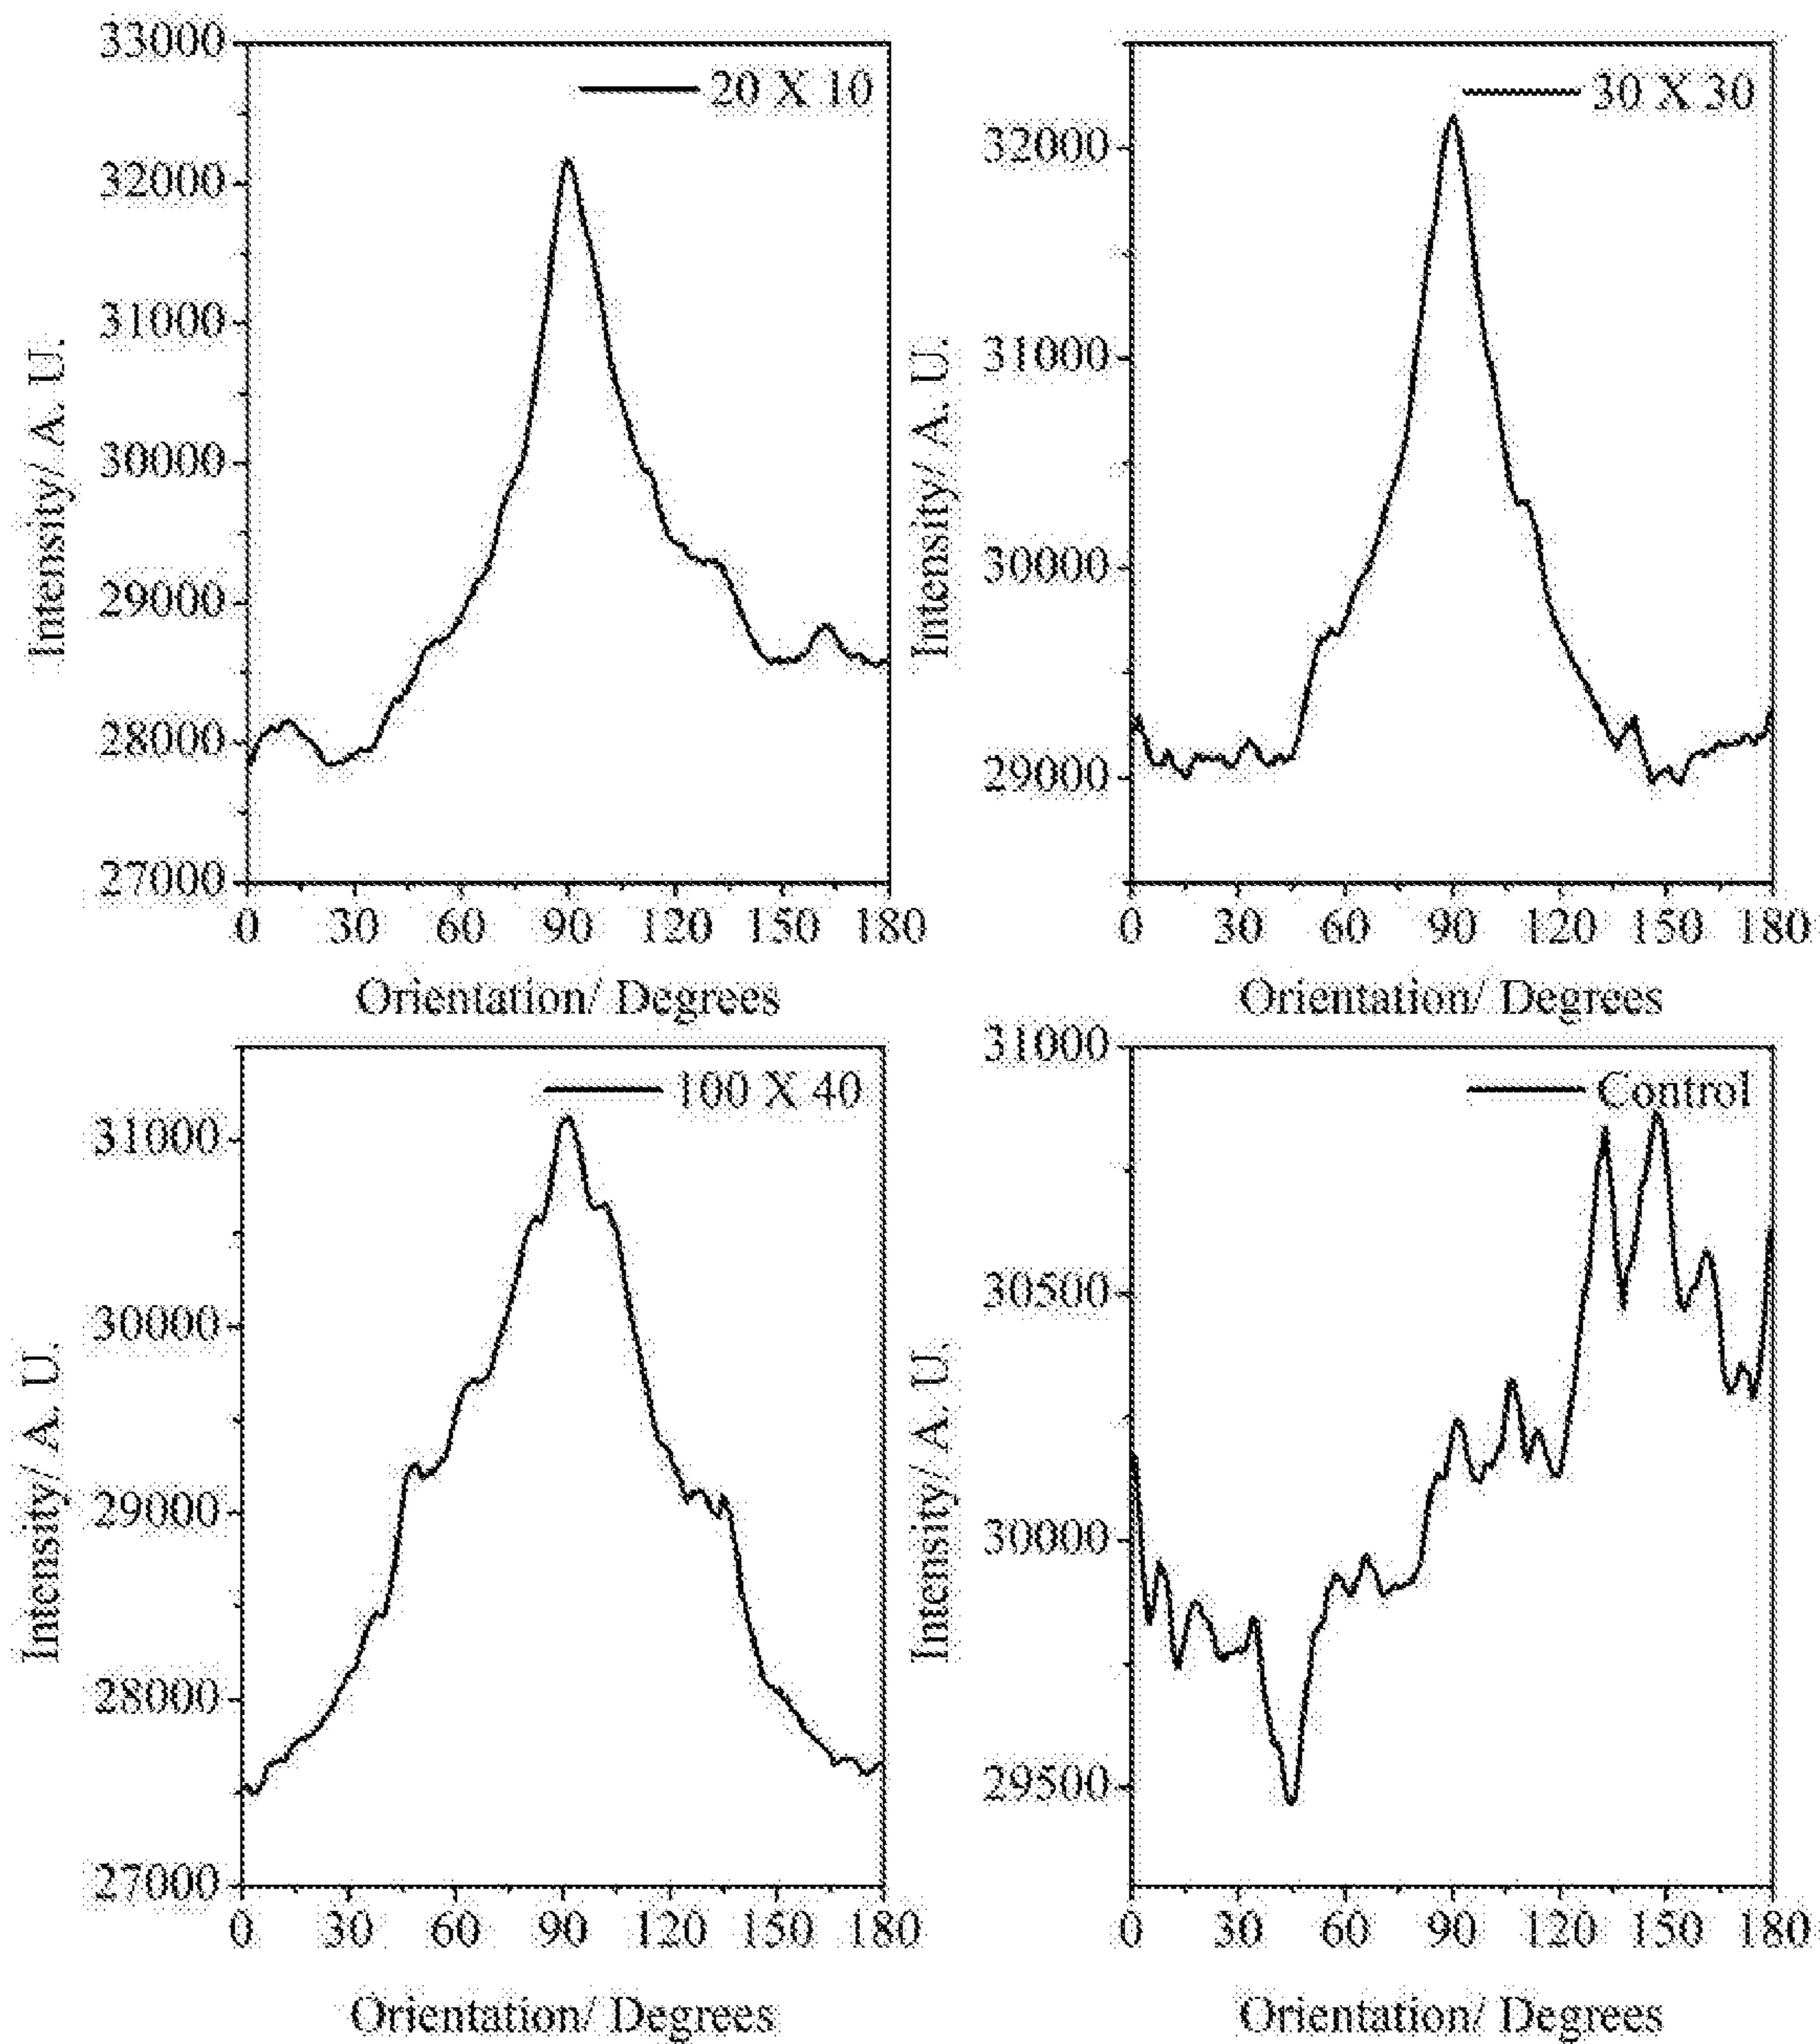 20 X 10
33000
32000
31000
30000
29000
28000
27000
Intensity/ A. U.
0 30 60 90 120 150 180
Orientation/ Degrees
30 X 30
32000
31000
30000
29000
Intensity/ A. U.
0 30 60 90 120 150 180
Orientation/ Degrees
100 X 40
31000
30000
29000
28000
27000
Intensity/ A. U.
0 30 60 90 120 150 180
Orientation/ Degrees
Control
31000
30500
30000
29500
Intensity/ A. U.
0 30 60 90 120 150 180
Orientation/ Degrees